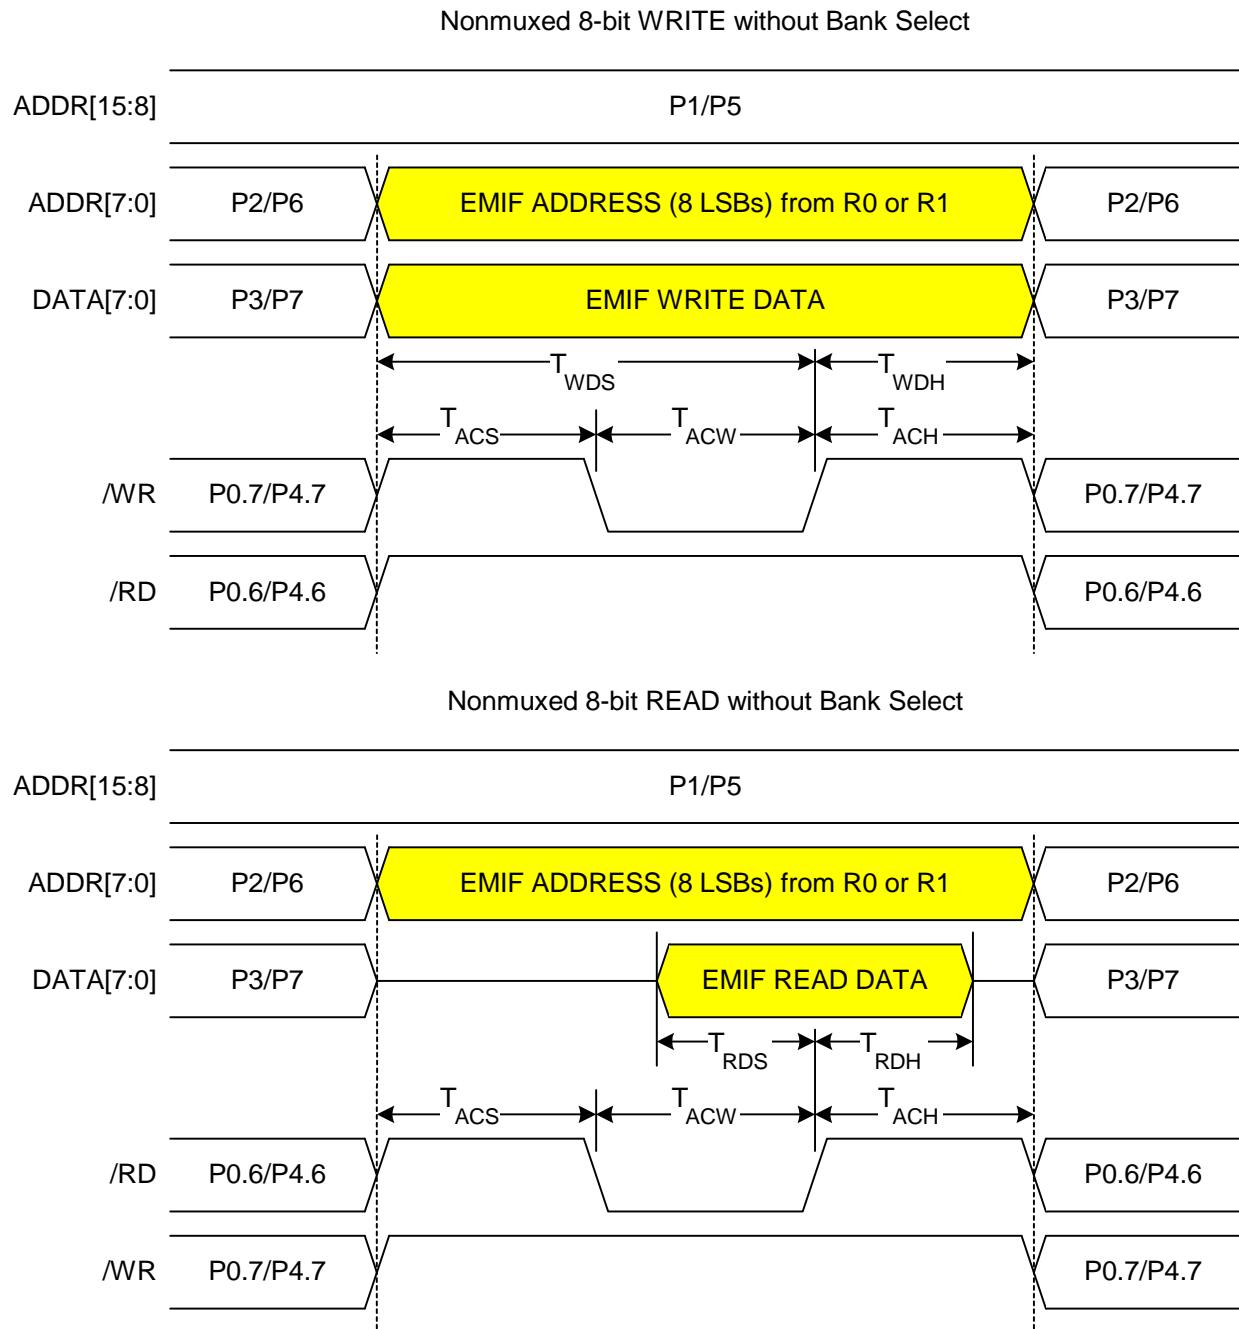 Nonmuxed 8-bit WRITE without Bank Select
ADDR[15:8] P1/P5
ADDR[7:0] P2/P6 EMIF ADDRESS (8 LSBs) from R0 or R1 P2/P6
DATA[7:0] P3/P7 EMIF WRITE DATA P3/P7
TWDS TWDH
TACS TACW TACH
/WR P0.7/P4.7 P0.7/P4.7
/RD P0.6/P4.6 P0.6/P4.6
Nonmuxed 8-bit READ without Bank Select
ADDR[15:8] P1/P5
ADDR[7:0] P2/P6 EMIF ADDRESS (8 LSBs) from R0 or R1 P2/P6
DATA[7:0] P3/P7 EMIF READ DATA P3/P7
TRDS TRDH
TACS TACW TACH
/RD P0.6/P4.6 P0.6/P4.6
/WR P0.7/P4.7 P0.7/P4.7